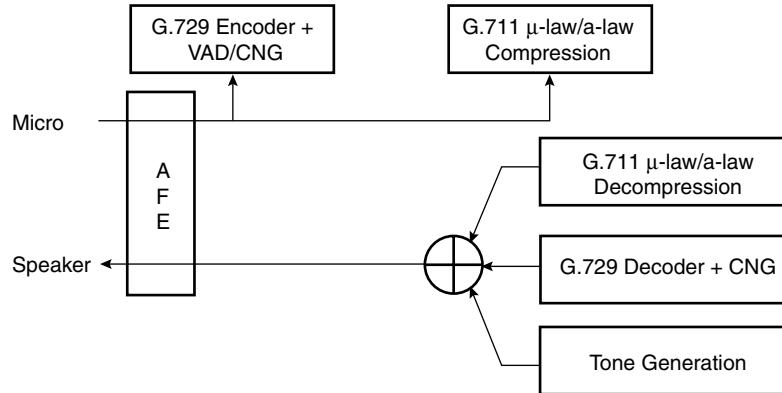 G.729 Encoder +
VAD/CNG
G.711 μ-law/a-law
Compression
Micro
A
F
E
G.711 μ-law/a-law
Decompression
Speaker
G.729 Decoder + CNG
Tone Generation